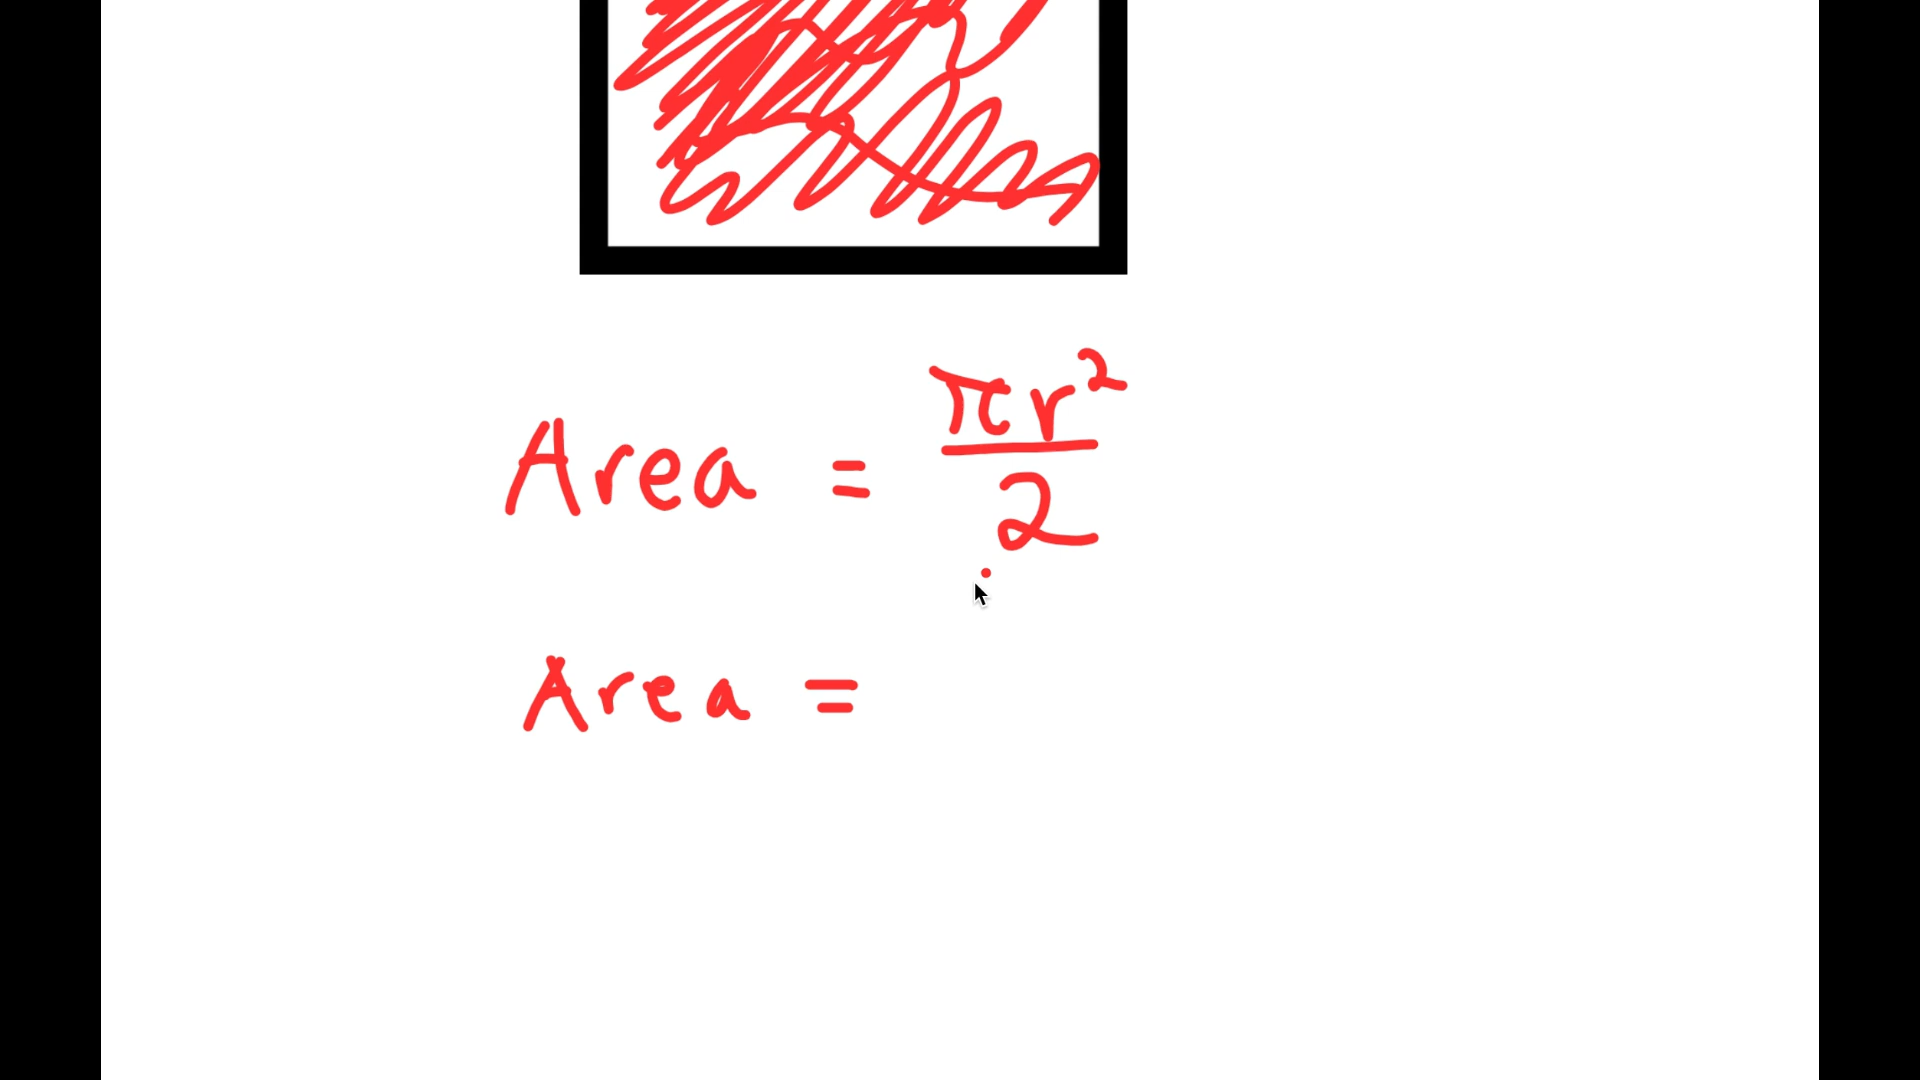 Area = πr²/2
Area =